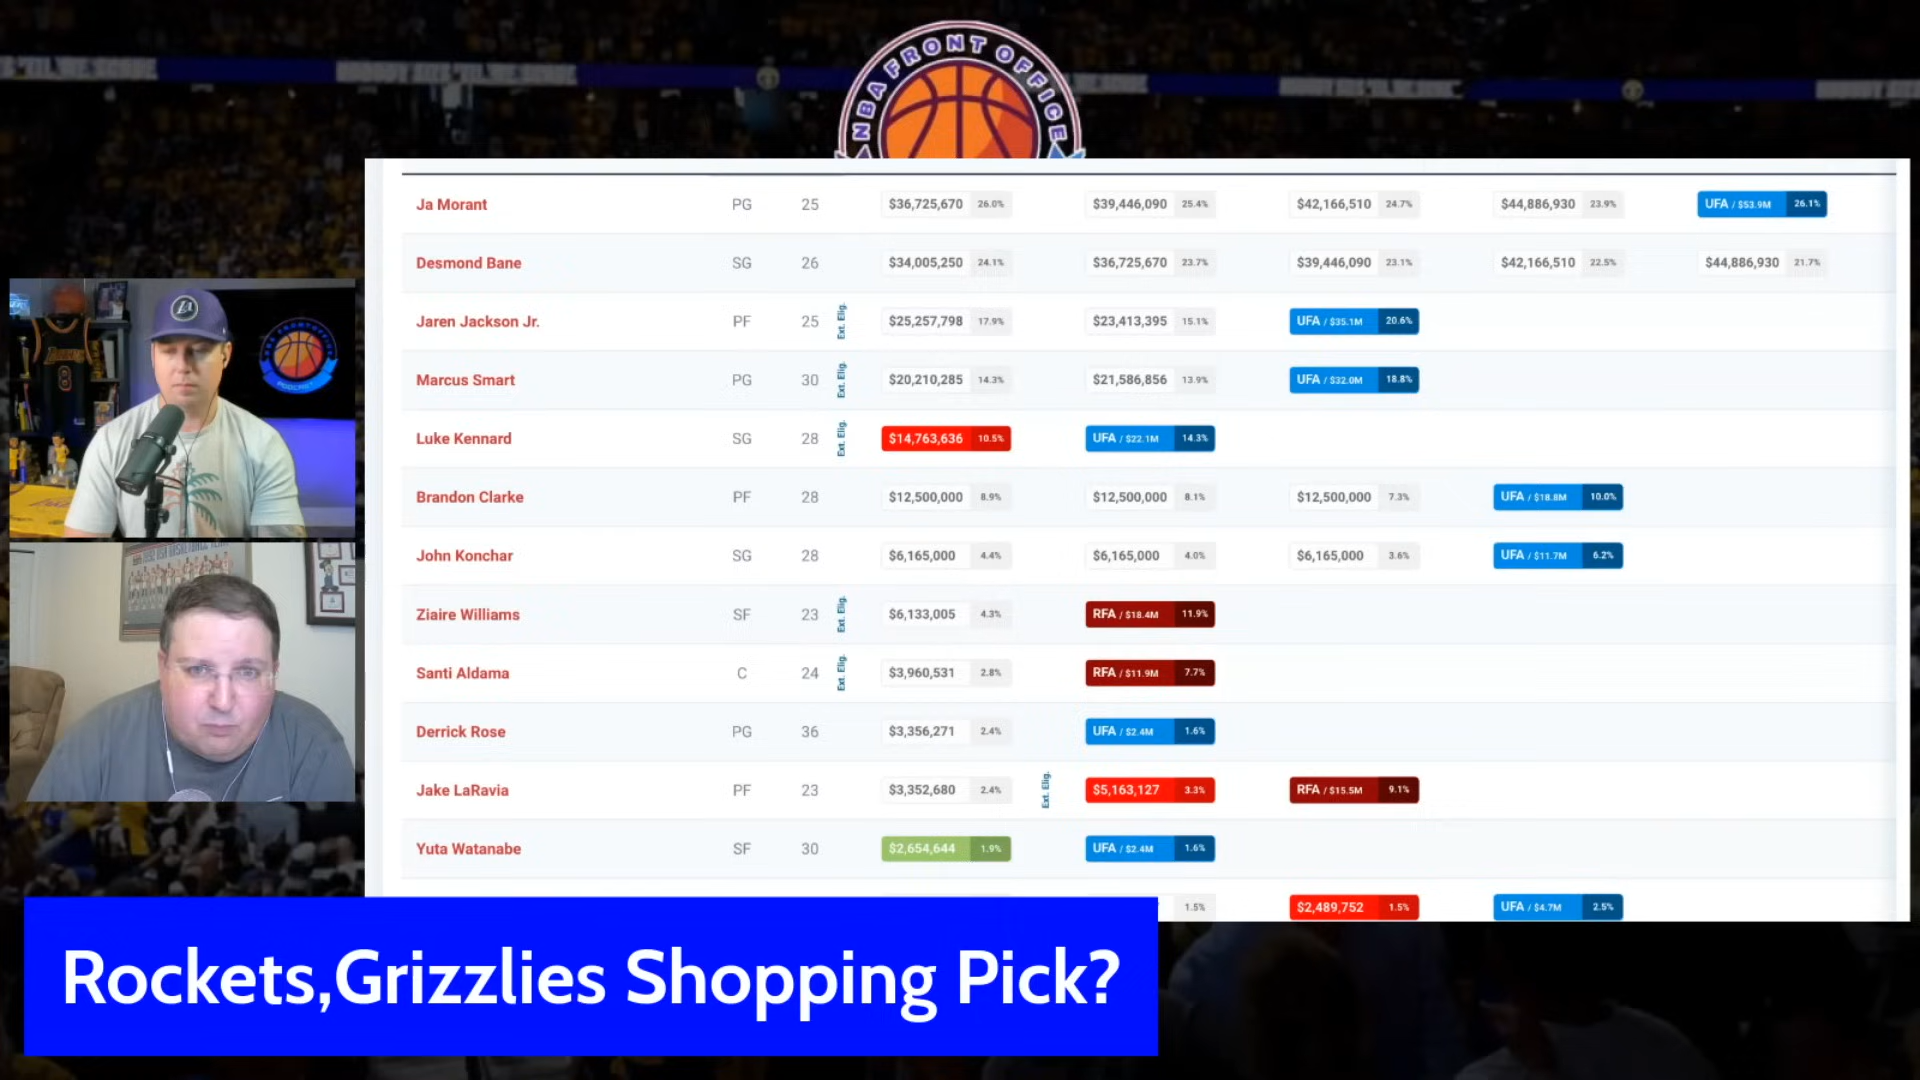 NBA FRONT OFFICE
Ja Morant PG 25 $36,725,670 26.0% $39,446,090 25.4% $42,166,510 24.7% $44,886,930 23.9% UFA / $53.9M 26.1%
Desmond Bane SG 26 $34,005,250 24.1% $36,725,670 23.7% $39,446,090 23.1% $42,166,510 22.5% $44,886,930 21.7%
Jaren Jackson Jr. PF 25 Ext. Elig. $25,257,798 17.9% $23,413,395 15.1% UFA / $35.1M 20.6%
Marcus Smart PG 30 Ext. Elig. $20,210,285 14.3% $21,586,856 13.9% UFA / $32.0M 18.8%
Luke Kennard SG 28 Ext. Elig. $14,763,636 10.5% UFA / $22.1M 14.3%
Brandon Clarke PF 28 $12,500,000 8.9% $12,500,000 8.1% $12,500,000 7.3% UFA / $18.8M 10.0%
John Konchar SG 28 $6,165,000 4.4% $6,165,000 4.0% $6,165,000 3.6% UFA / $11.7M 6.2%
Ziaire Williams SF 23 Ext. Elig. $6,133,005 4.3% RFA / $18.4M 11.9%
Santi Aldama C 24 Ext. Elig. $3,960,531 2.8% RFA / $11.9M 7.7%
Derrick Rose PG 36 $3,356,271 2.4% UFA / $2.4M 1.6%
Jake LaRavia PF 23 $3,352,680 2.4% Ext. Elig. $5,163,127 3.3% RFA / $15.5M 9.1%
Yuta Watanabe SF 30 $2,654,644 1.9% UFA / $2.4M 1.6%
1.5% $2,489,752 1.5% UFA / $4.7M 2.5%
LA
PODCAST
8
Rockets,Grizzlies Shopping Pick?